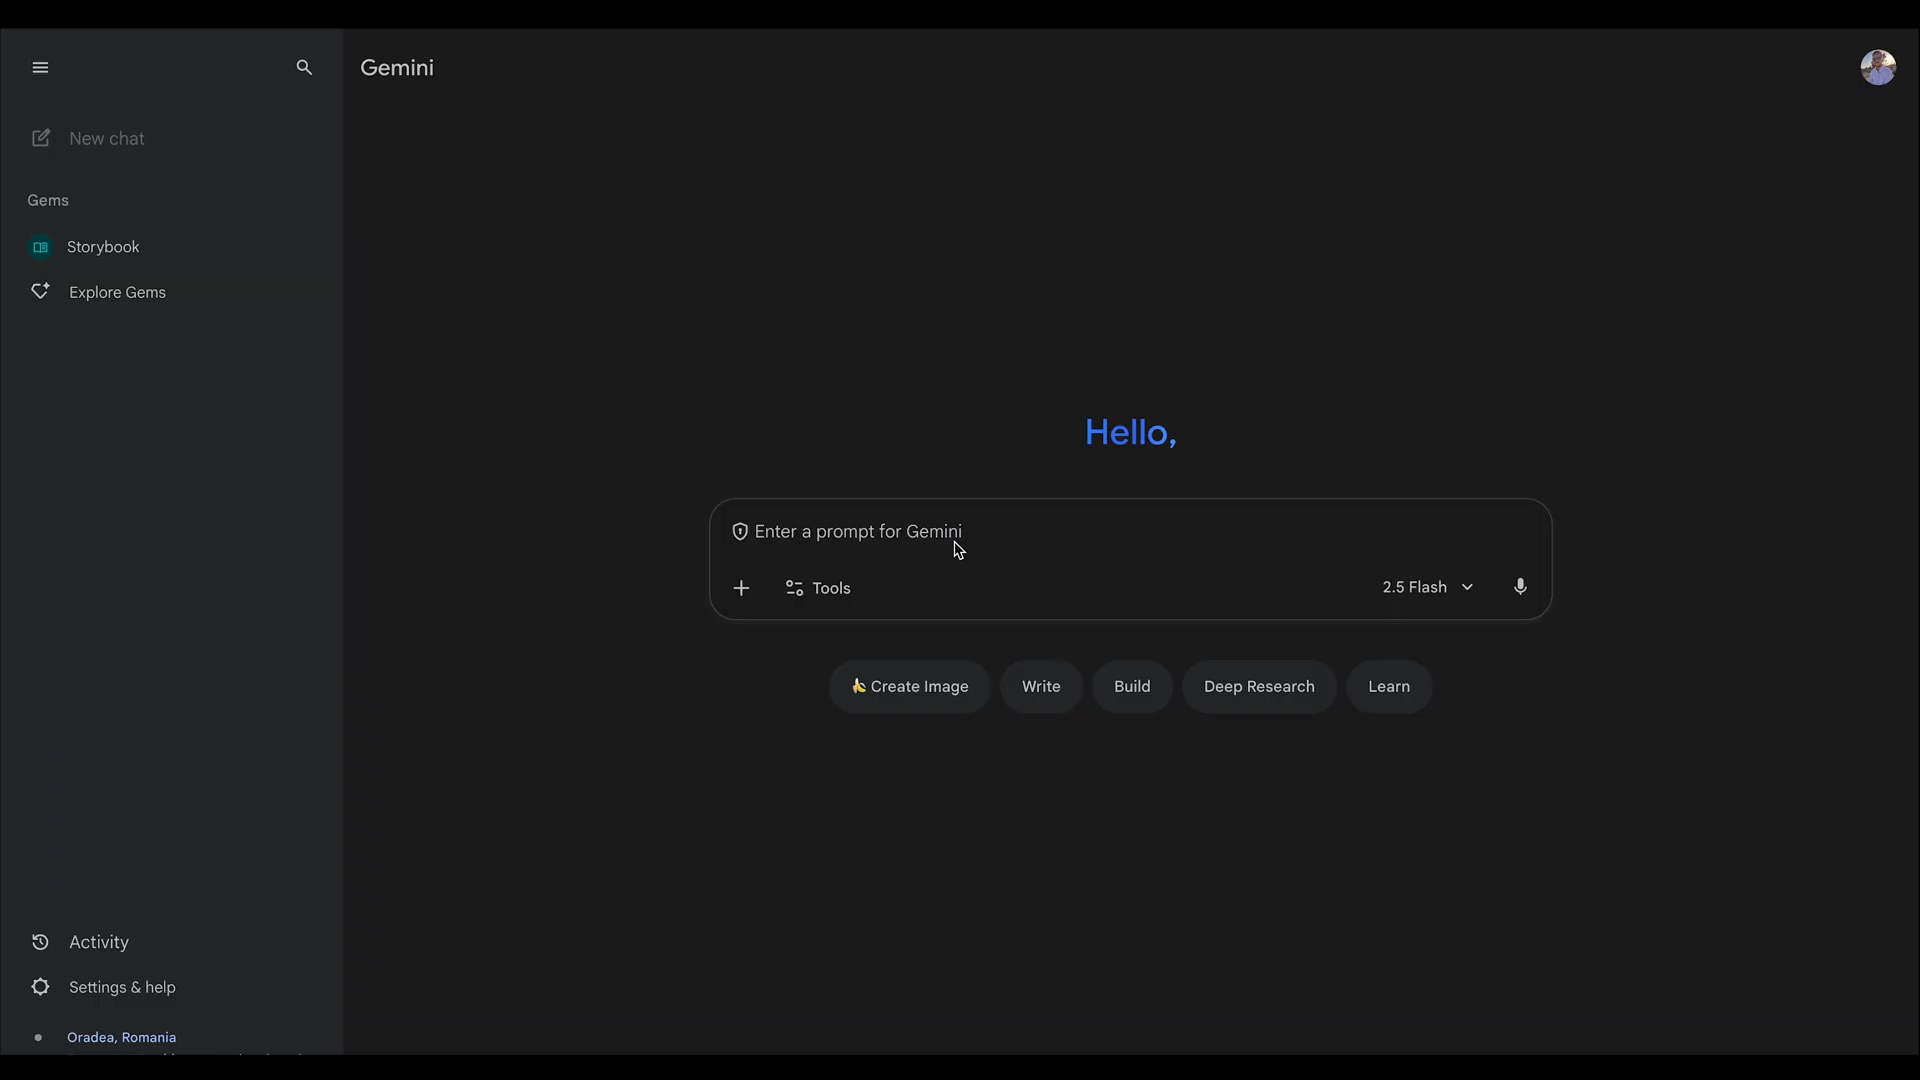 Gemini
New chat
Gems
Storybook
Explore Gems
Hello,
Enter a prompt for Gemini
Tools
2.5 Flash
Create Image
Write
Build
Deep Research
Learn
Activity
Settings & help
Oradea, Romania